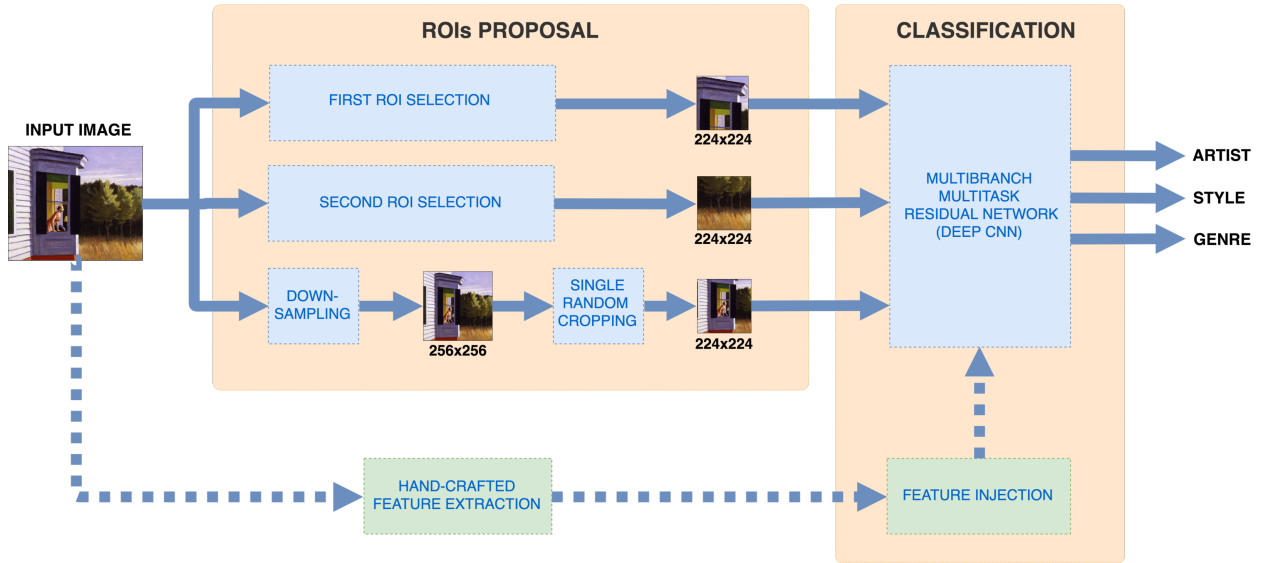 ROIs PROPOSAL
CLASSIFICATION
INPUT IMAGE
FIRST ROI SELECTION
224x224
SECOND ROI SELECTION
224x224
DOWN-
SAMPLING
256x256
SINGLE
RANDOM
CROPPING
224x224
MULTIBRANCH
MULTITASK
RESIDUAL NETWORK
(DEEP CNN)
ARTIST
STYLE
GENRE
HAND-CRAFTED
FEATURE EXTRACTION
FEATURE INJECTION